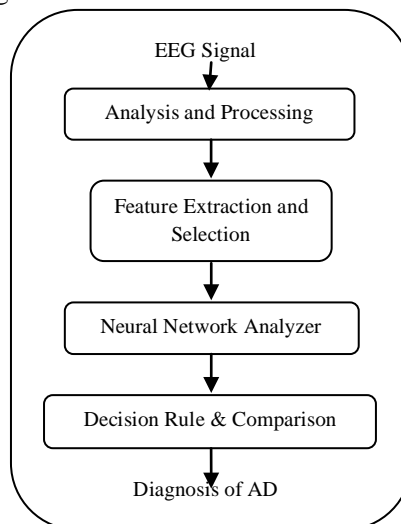 EEG Signal
Analysis and Processing
Feature Extraction and
Selection
Neural Network Analyzer
Decision Rule & Comparison
Diagnosis of AD